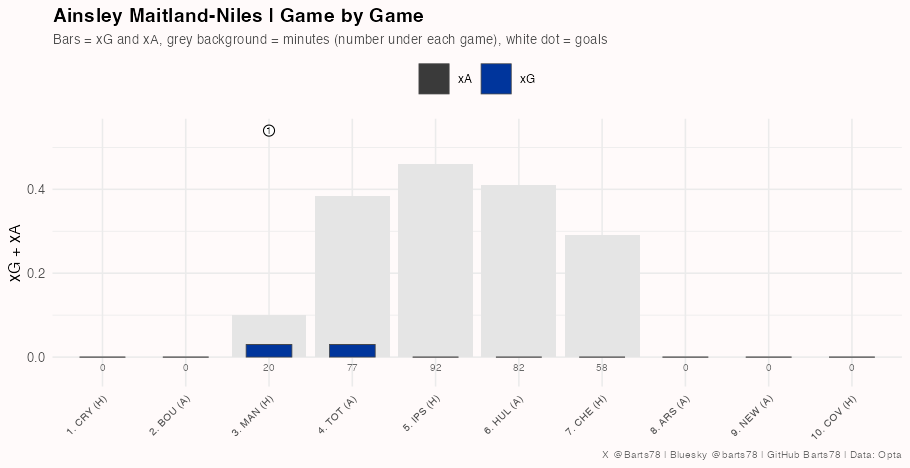 Ainsley Maitland-Niles | Game by Game
Bars = xG and xA, grey background = minutes (number under each game), white dot = goals
xA xG
1
xG + xA
0.4
0.2
0.0
0 0 20 77 92 82 58 0 0 0
1. CRY (H)
2. BOU (A)
3. MAN (H)
4. TOT (A)
5. IPS (H)
6. HUL (A)
7. CHE (H)
8. ARS (A)
9. NEW (A)
10. COV (H)
X @Barts78 | Bluesky @barts78 | GitHub Barts78 | Data: Opta